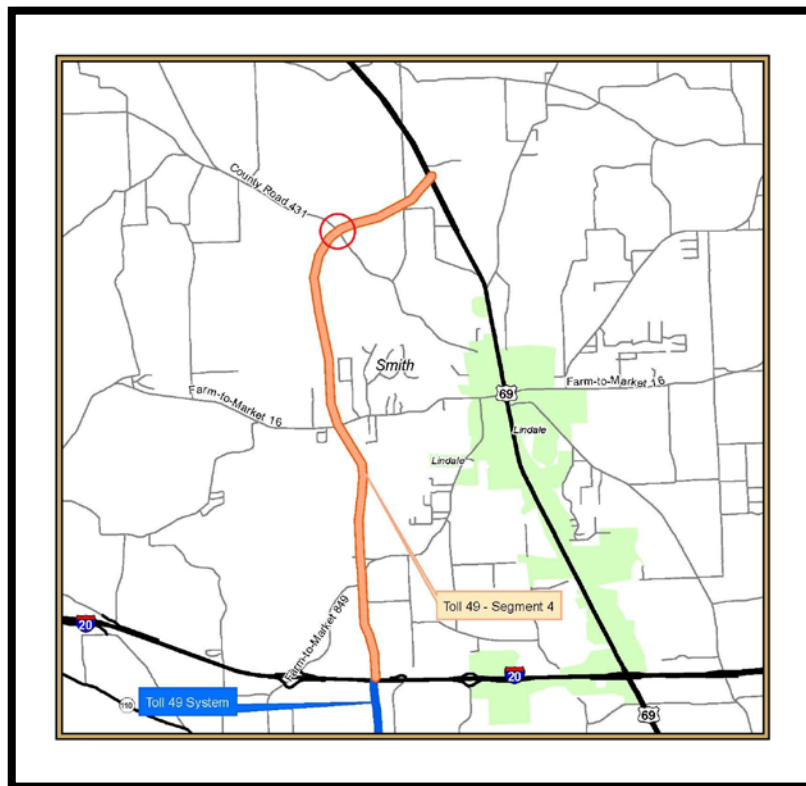 County Road 431
Smith
Farm-to-Market 16
69
Farm-to-Market 16
Lindale
Lindale
Toll 49 - Segment 4
Farm-to-Market 849
20
20
110
Toll 49 System
69